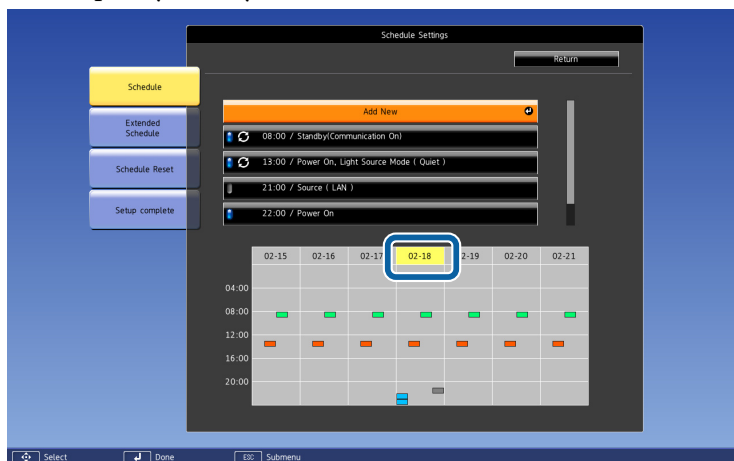 Schedule Settings
Return
Schedule
Extended
Schedule
Schedule Reset
Setup complete
Add New
08:00 / Standby(Communication On)
13:00 / Power On, Light Source Mode ( Quiet )
21:00 / Source ( LAN )
22:00 / Power On
02-15 02-16 02-17 02-18 2-19 02-20 02-21
04:00
08:00
12:00
16:00
20:00
Select Done ESC Submenu